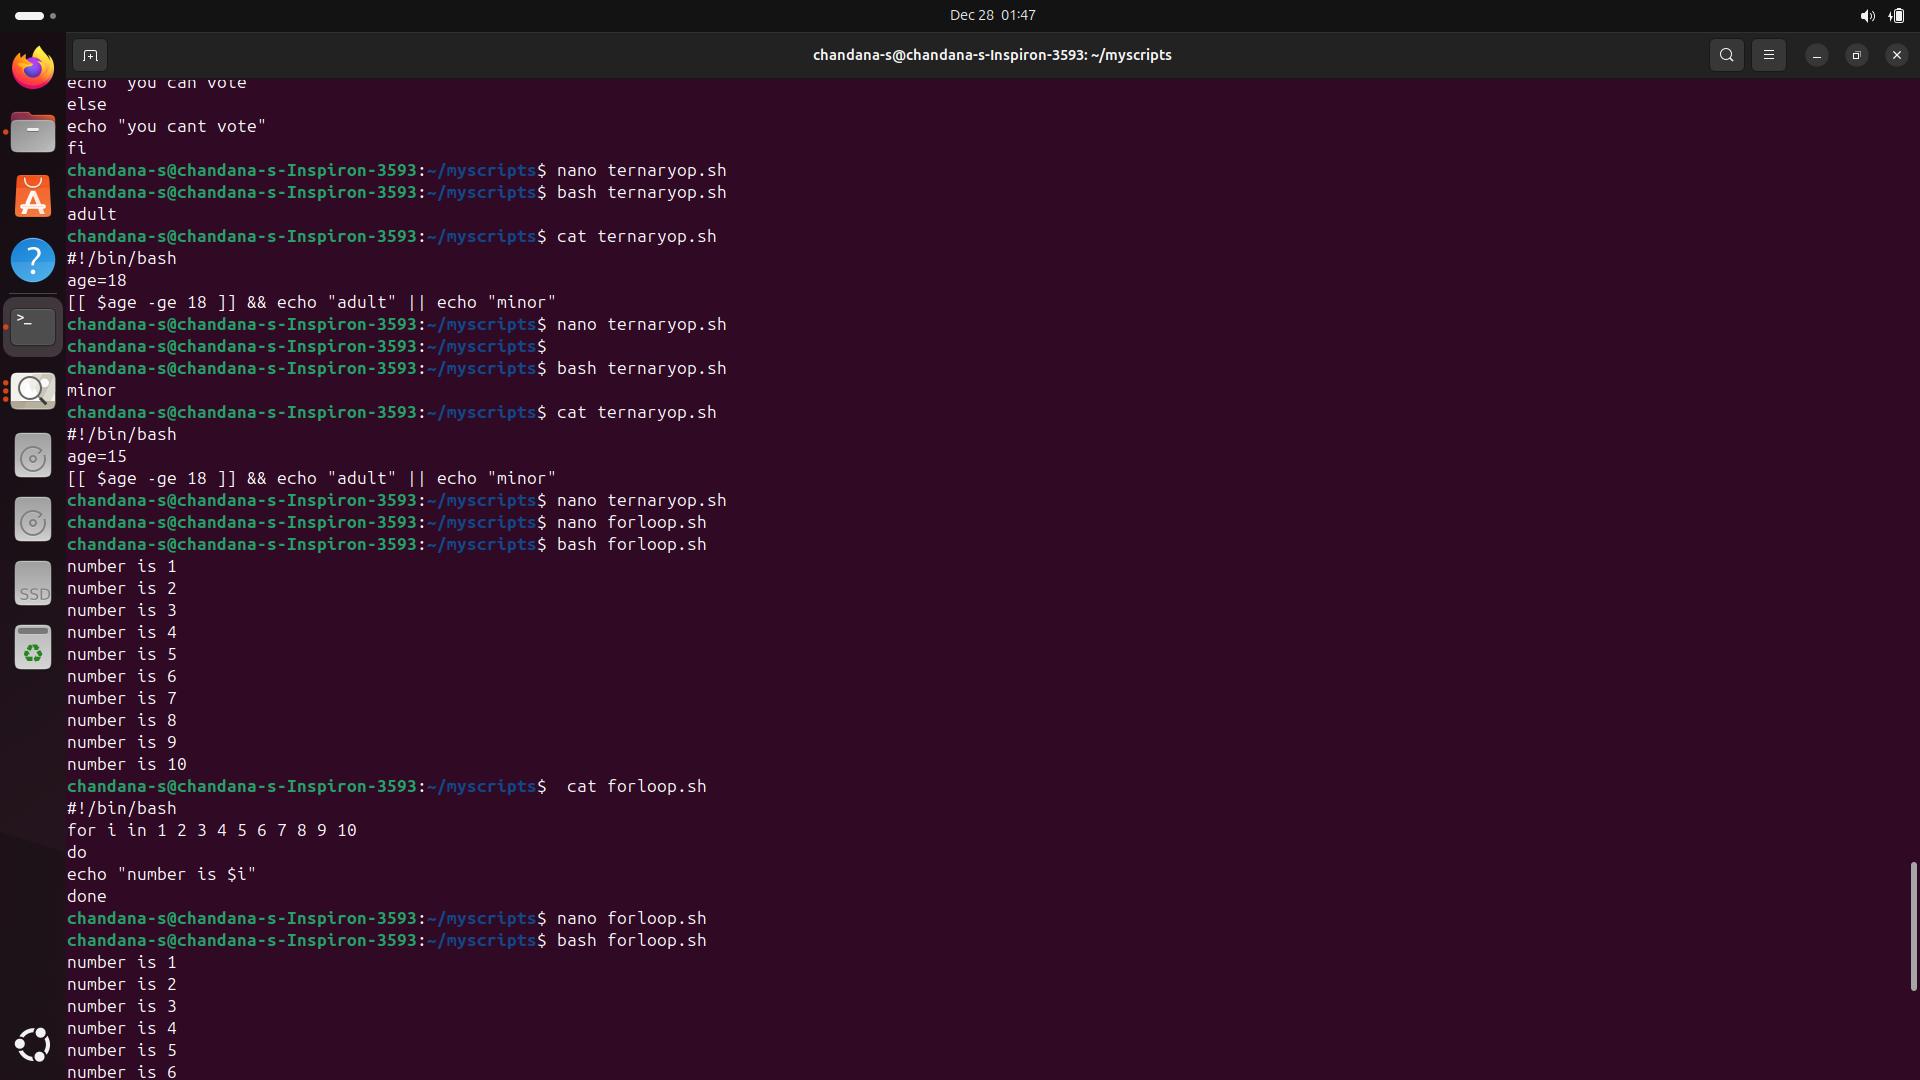 Dec 28 01:47
chandana-s@chandana-s-Inspiron-3593: ~/myscripts
echo "you can vote"
else
echo "you cant vote"
fi
chandana-s@chandana-s-Inspiron-3593:~/myscripts$ nano ternaryop.sh
chandana-s@chandana-s-Inspiron-3593:~/myscripts$ bash ternaryop.sh
adult
chandana-s@chandana-s-Inspiron-3593:~/myscripts$ cat ternaryop.sh
#!/bin/bash
age=18
[[ $age -ge 18 ]] && echo "adult" || echo "minor"
chandana-s@chandana-s-Inspiron-3593:~/myscripts$ nano ternaryop.sh
chandana-s@chandana-s-Inspiron-3593:~/myscripts$
chandana-s@chandana-s-Inspiron-3593:~/myscripts$ bash ternaryop.sh
minor
chandana-s@chandana-s-Inspiron-3593:~/myscripts$ cat ternaryop.sh
#!/bin/bash
age=15
[[ $age -ge 18 ]] && echo "adult" || echo "minor"
chandana-s@chandana-s-Inspiron-3593:~/myscripts$ nano ternaryop.sh
chandana-s@chandana-s-Inspiron-3593:~/myscripts$ nano forloop.sh
chandana-s@chandana-s-Inspiron-3593:~/myscripts$ bash forloop.sh
number is 1
number is 2
number is 3
number is 4
number is 5
number is 6
number is 7
number is 8
number is 9
number is 10
chandana-s@chandana-s-Inspiron-3593:~/myscripts$  cat forloop.sh
#!/bin/bash
for i in 1 2 3 4 5 6 7 8 9 10
do
echo "number is $i"
done
chandana-s@chandana-s-Inspiron-3593:~/myscripts$ nano forloop.sh
chandana-s@chandana-s-Inspiron-3593:~/myscripts$ bash forloop.sh
number is 1
number is 2
number is 3
number is 4
number is 5
number is 6
SSD